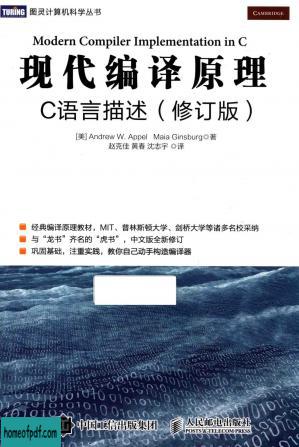 TURING 图灵计算机科学丛书
CAMBRIDGE
Modern Compiler Implementation in C
现代编译原理
C语言描述（修订版）
[美] Andrew W. Appel Maia Ginsburg 著
赵克佳 黄春 沈志宇 译
经典编译原理教材，MIT、普林斯顿大学、剑桥大学等诸多名校采纳
与“龙书”齐名的“虎书”，中文版全新修订
巩固基础，注重实践，教你自己动手构造编译器
中国工信出版集团
人民邮电出版社
POSTS & TELECOM PRESS
homeofpdf.com